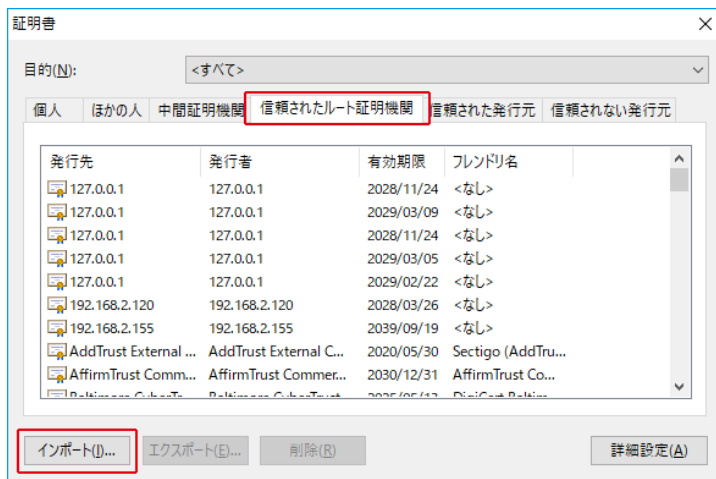 証明書
目的(N): <すべて>
個人 ほかの人 中間証明機関 信頼されたルート証明機関 信頼された発行元 信頼されない発行元
発行先 発行者 有効期限 フレンドリ名
127.0.0.1 127.0.0.1 2028/11/24 <なし>
127.0.0.1 127.0.0.1 2029/03/09 <なし>
127.0.0.1 127.0.0.1 2028/11/24 <なし>
127.0.0.1 127.0.0.1 2029/03/05 <なし>
127.0.0.1 127.0.0.1 2029/02/22 <なし>
192.168.2.120 192.168.2.120 2028/03/26 <なし>
192.168.2.155 192.168.2.155 2039/09/19 <なし>
AddTrust External ... AddTrust External C... 2020/05/30 Sectigo (AddTru...
AffirmTrust Comm... AffirmTrust Commer... 2030/12/31 AffirmTrust Co...
インポート(I)... エクスポート(E)... 削除(R) 詳細設定(A)